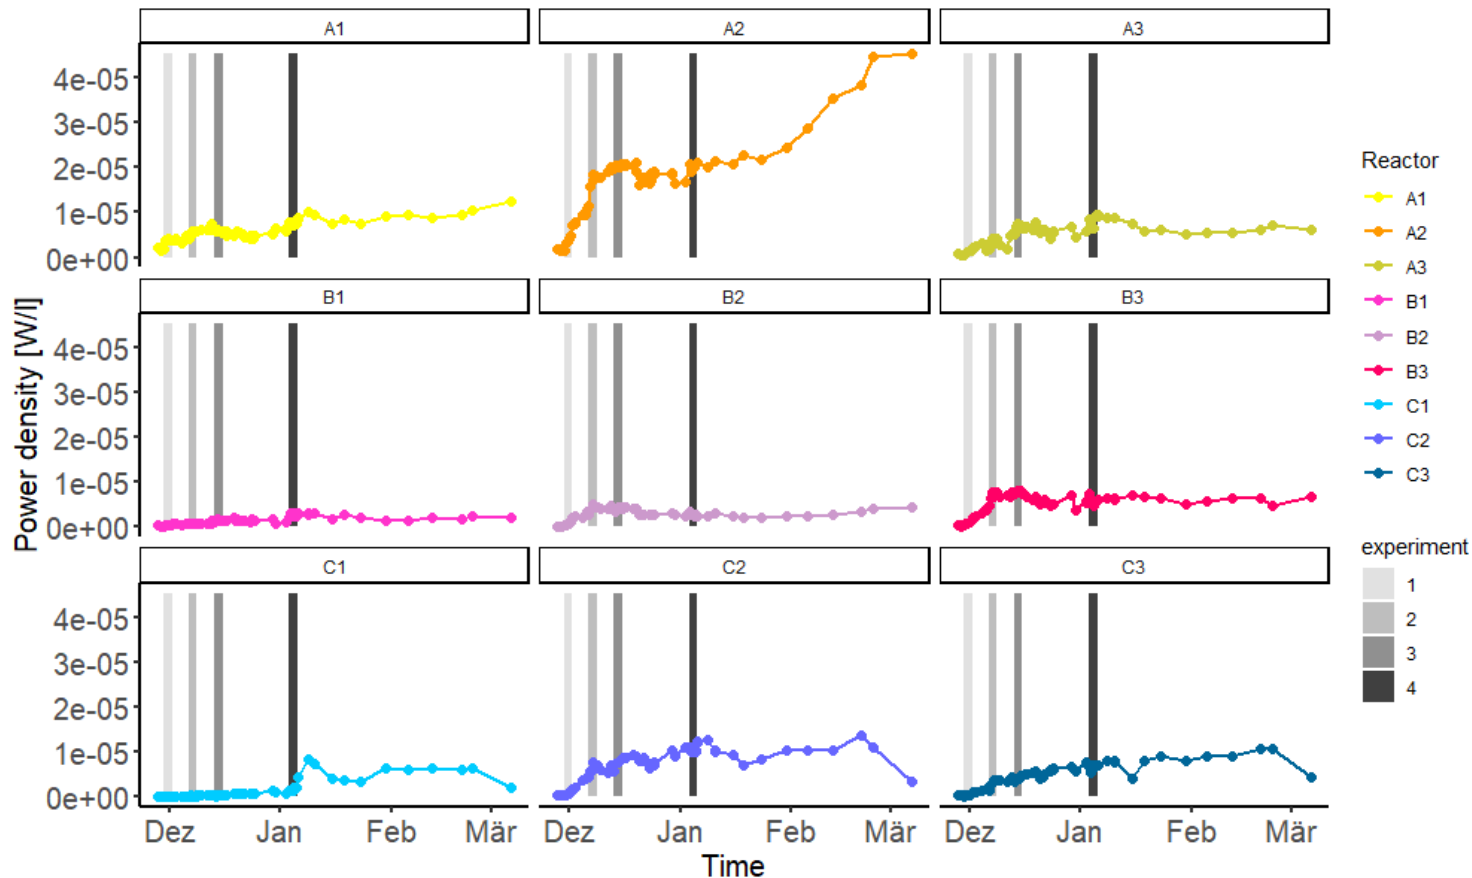 A1
A2
A3
4e-05
3e-05
2e-05
1e-05
0e+00
B1
B2
B3
4e-05
3e-05
2e-05
1e-05
0e+00
C1
C2
C3
4e-05
3e-05
2e-05
1e-05
0e+00
Dez Jan Feb Mär
Dez Jan Feb Mär
Dez Jan Feb Mär
Time
Power density [W/l]
Reactor
A1
A2
A3
B1
B2
B3
C1
C2
C3
experiment
1
2
3
4